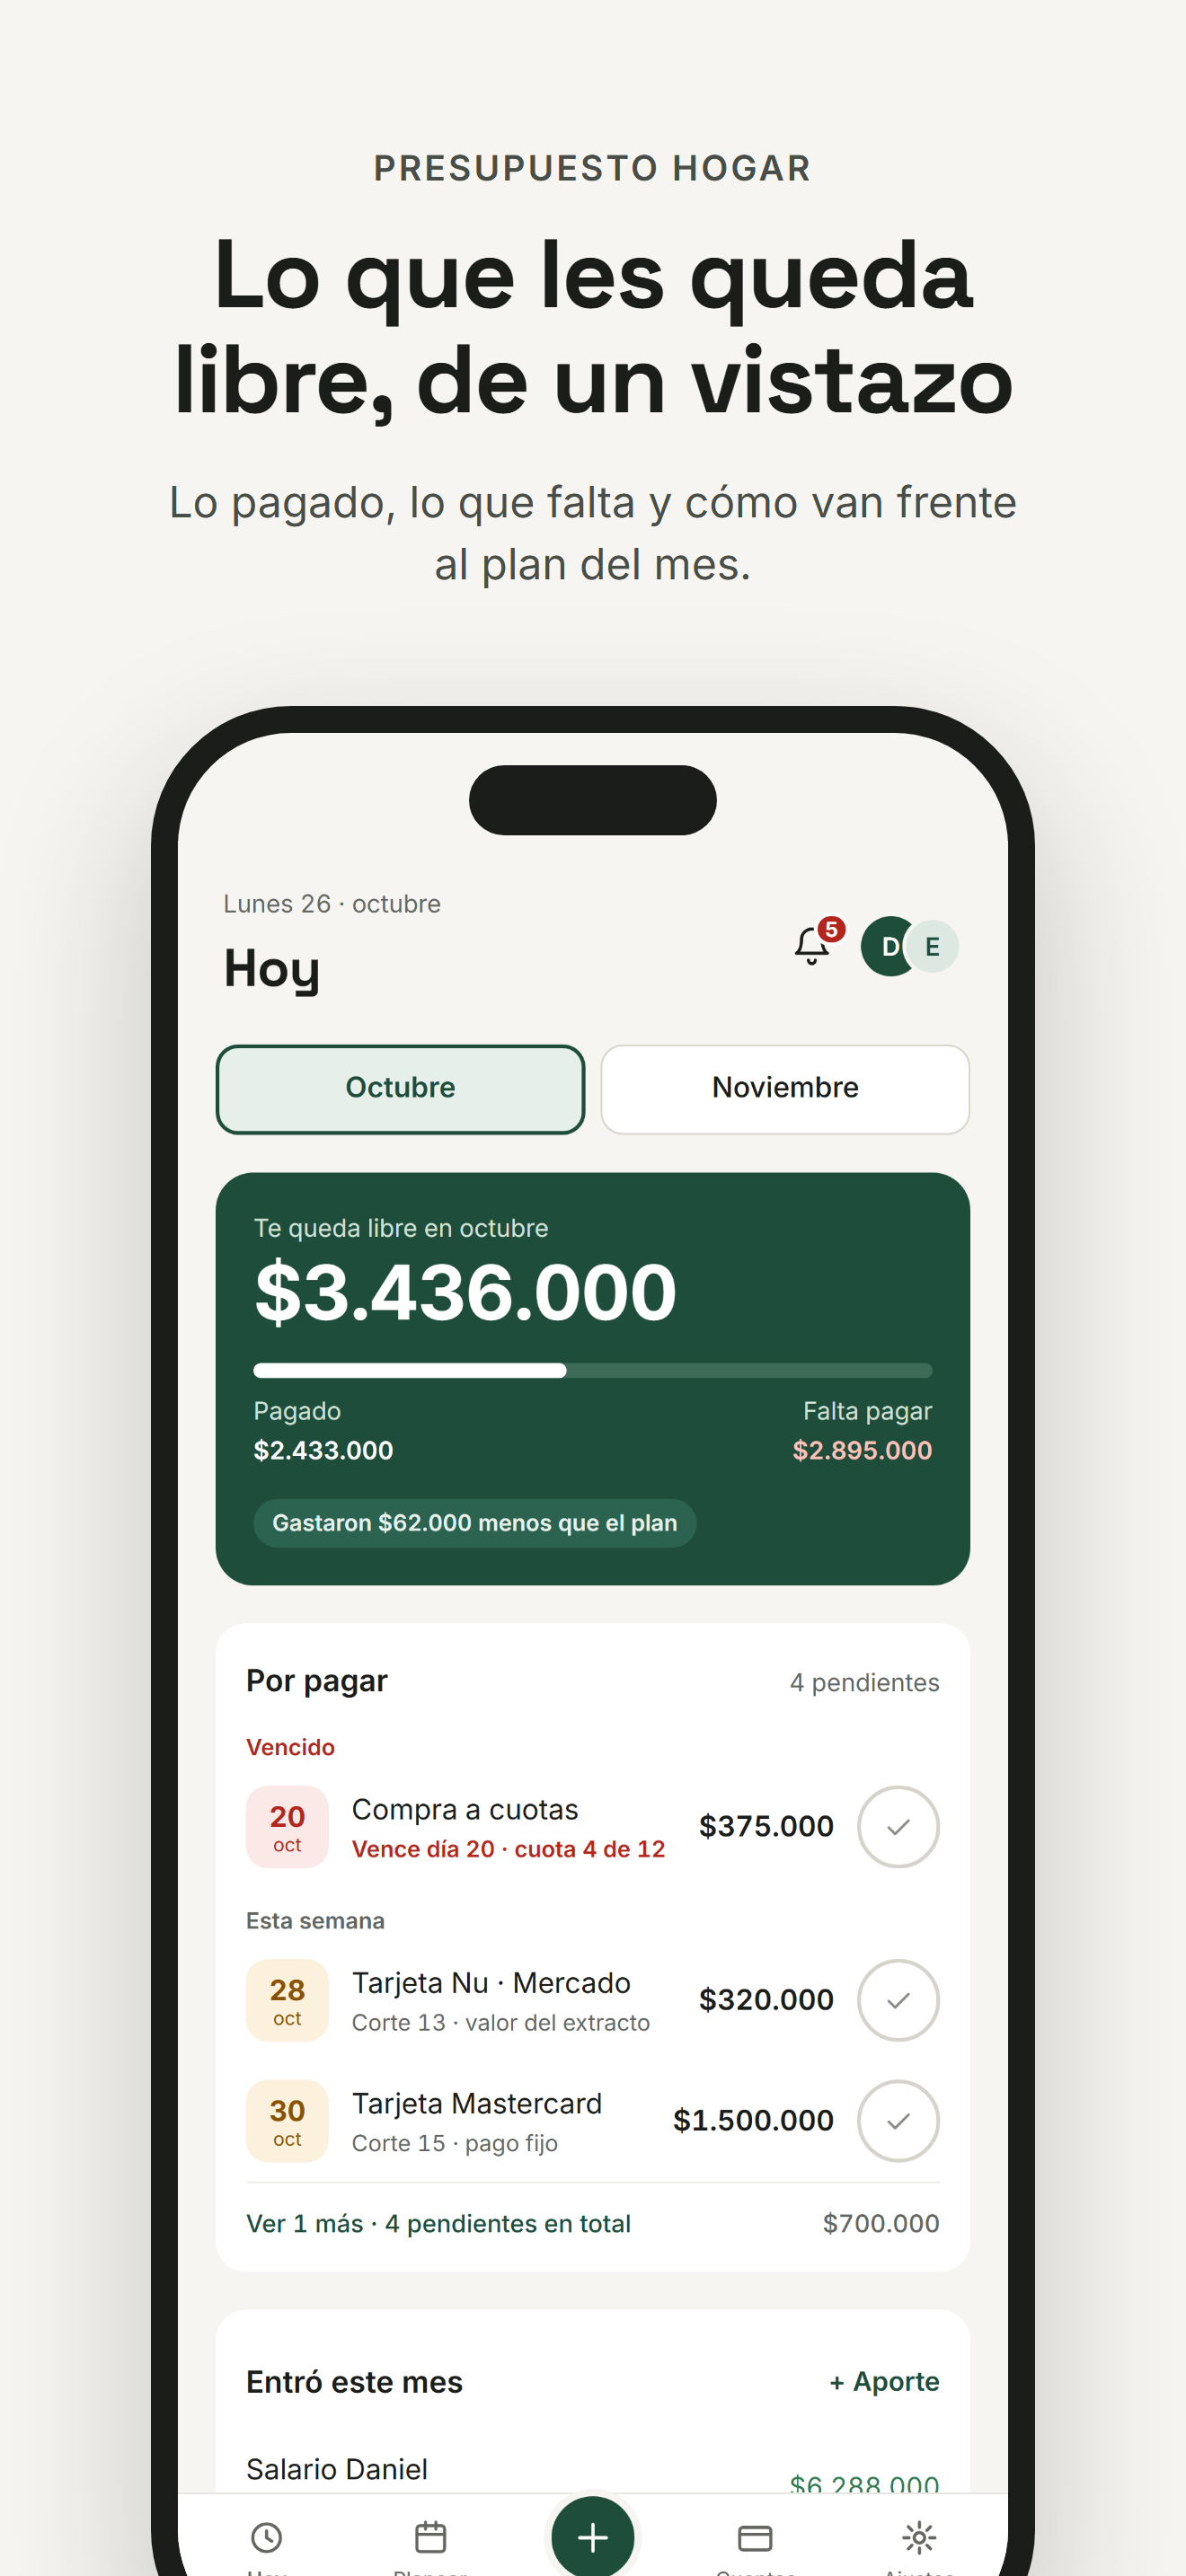 PRESUPUESTO HOGAR
Lo que les queda
libre, de un vistazo
Lo pagado, lo que falta y cómo van frente
al plan del mes.
Lunes 26 · octubre
Hoy
5
D
E
Octubre
Noviembre
Te queda libre en octubre
$3.436.000
Pagado
Falta pagar
$2.433.000
$2.895.000
Gastaron $62.000 menos que el plan
Por pagar
4 pendientes
Vencido
20
oct
Compra a cuotas
Vence día 20 · cuota 4 de 12
$375.000
Esta semana
28
oct
Tarjeta Nu · Mercado
Corte 13 · valor del extracto
$320.000
30
oct
Tarjeta Mastercard
Corte 15 · pago fijo
$1.500.000
Ver 1 más · 4 pendientes en total
$700.000
Entró este mes
+ Aporte
Salario Daniel
$6.288.000